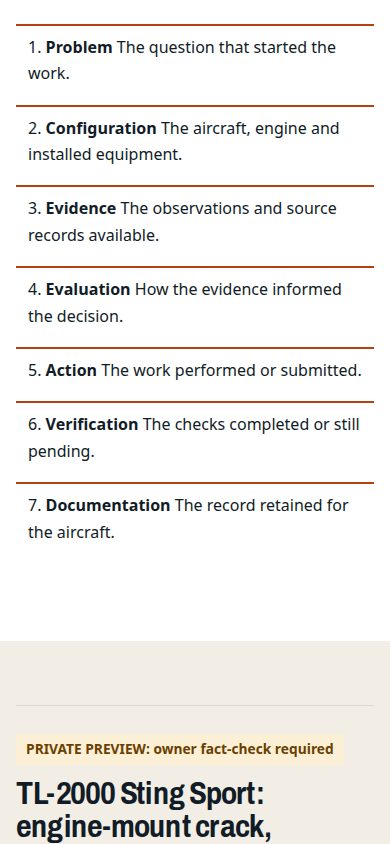 1. Problem The question that started the
work.
2. Configuration The aircraft, engine and
installed equipment.
3. Evidence The observations and source
records available.
4. Evaluation How the evidence informed
the decision.
5. Action The work performed or submitted.
6. Verification The checks completed or still
pending.
7. Documentation The record retained for
the aircraft.
PRIVATE PREVIEW: owner fact-check required
TL-2000 Sting Sport:
engine-mount crack,